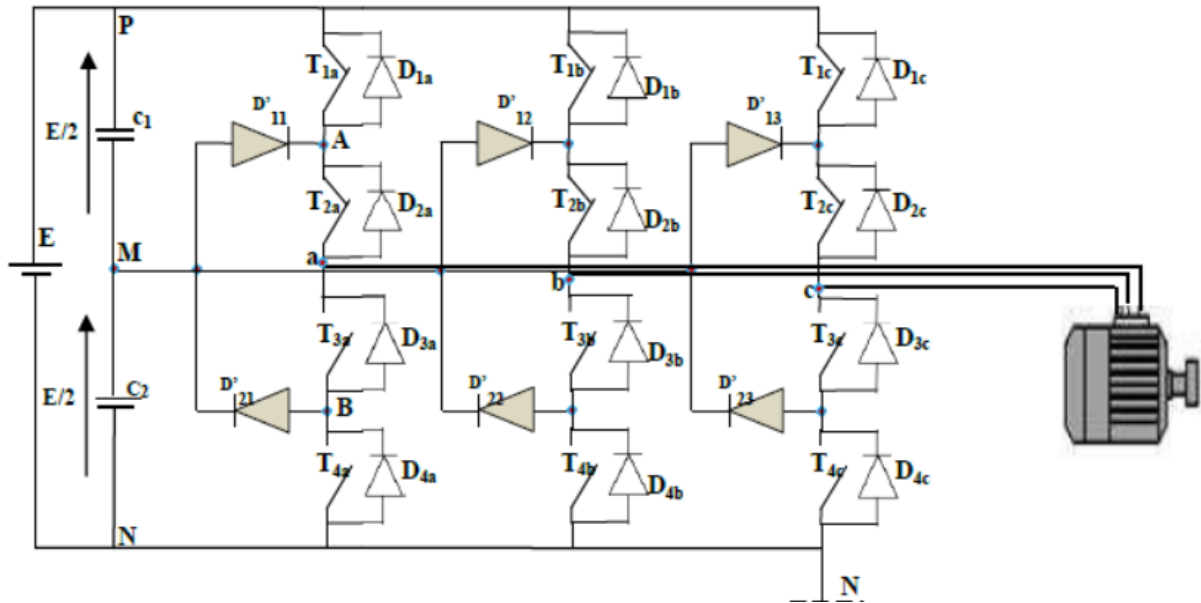 P
T1a
D1a
T1b
D1b
T1c
D1c
E/2
c1
D'11
A
D'12
D'13
T2a
D2a
T2b
D2b
T2c
D2c
E
M
a
b
c
T3a
D3a
T3b
D3b
T3c
D3c
E/2
C2
D'21
B
D'22
D'23
T4a
D4a
T4b
D4b
T4c
D4c
N
N